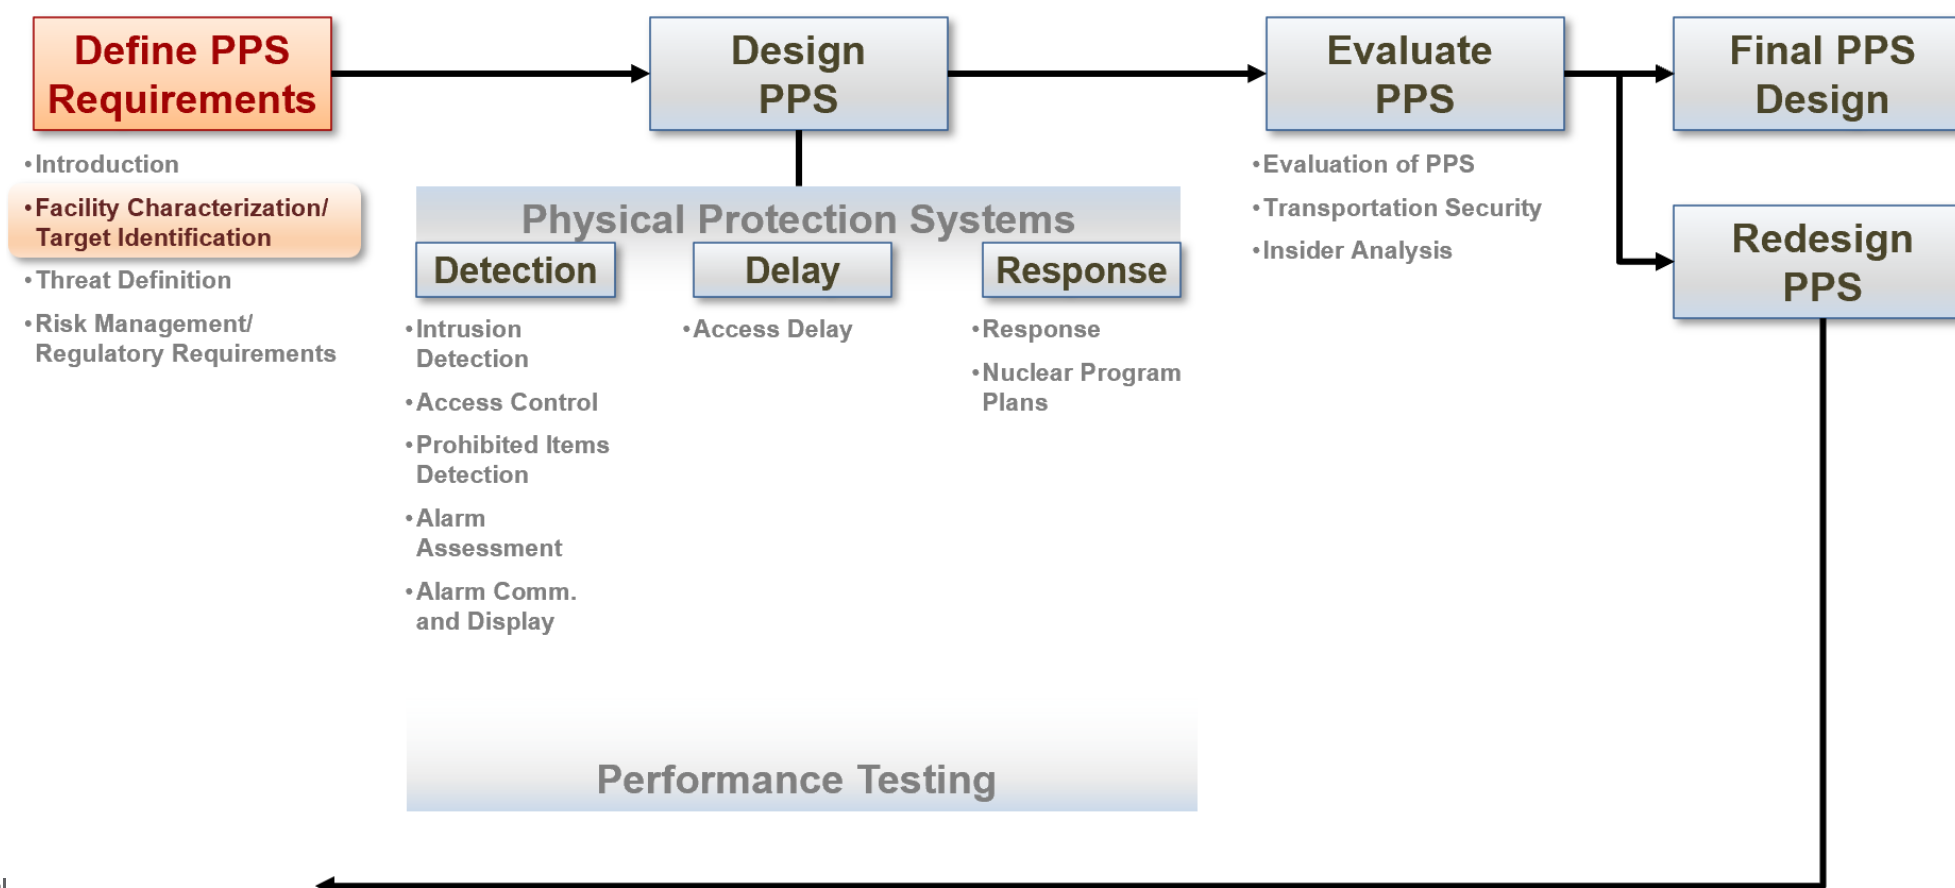 Define PPS
Requirements
•Introduction
•Facility Characterization/
Target Identification
•Threat Definition
•Risk Management/
Regulatory Requirements
Design
PPS
Physical Protection Systems
Detection
•Intrusion
Detection
•Access Control
•Prohibited Items
Detection
•Alarm
Assessment
•Alarm Comm.
and Display
Delay
•Access Delay
Response
•Response
•Nuclear Program
Plans
Performance Testing
Evaluate
PPS
•Evaluation of PPS
•Transportation Security
•Insider Analysis
Final PPS
Design
Redesign
PPS